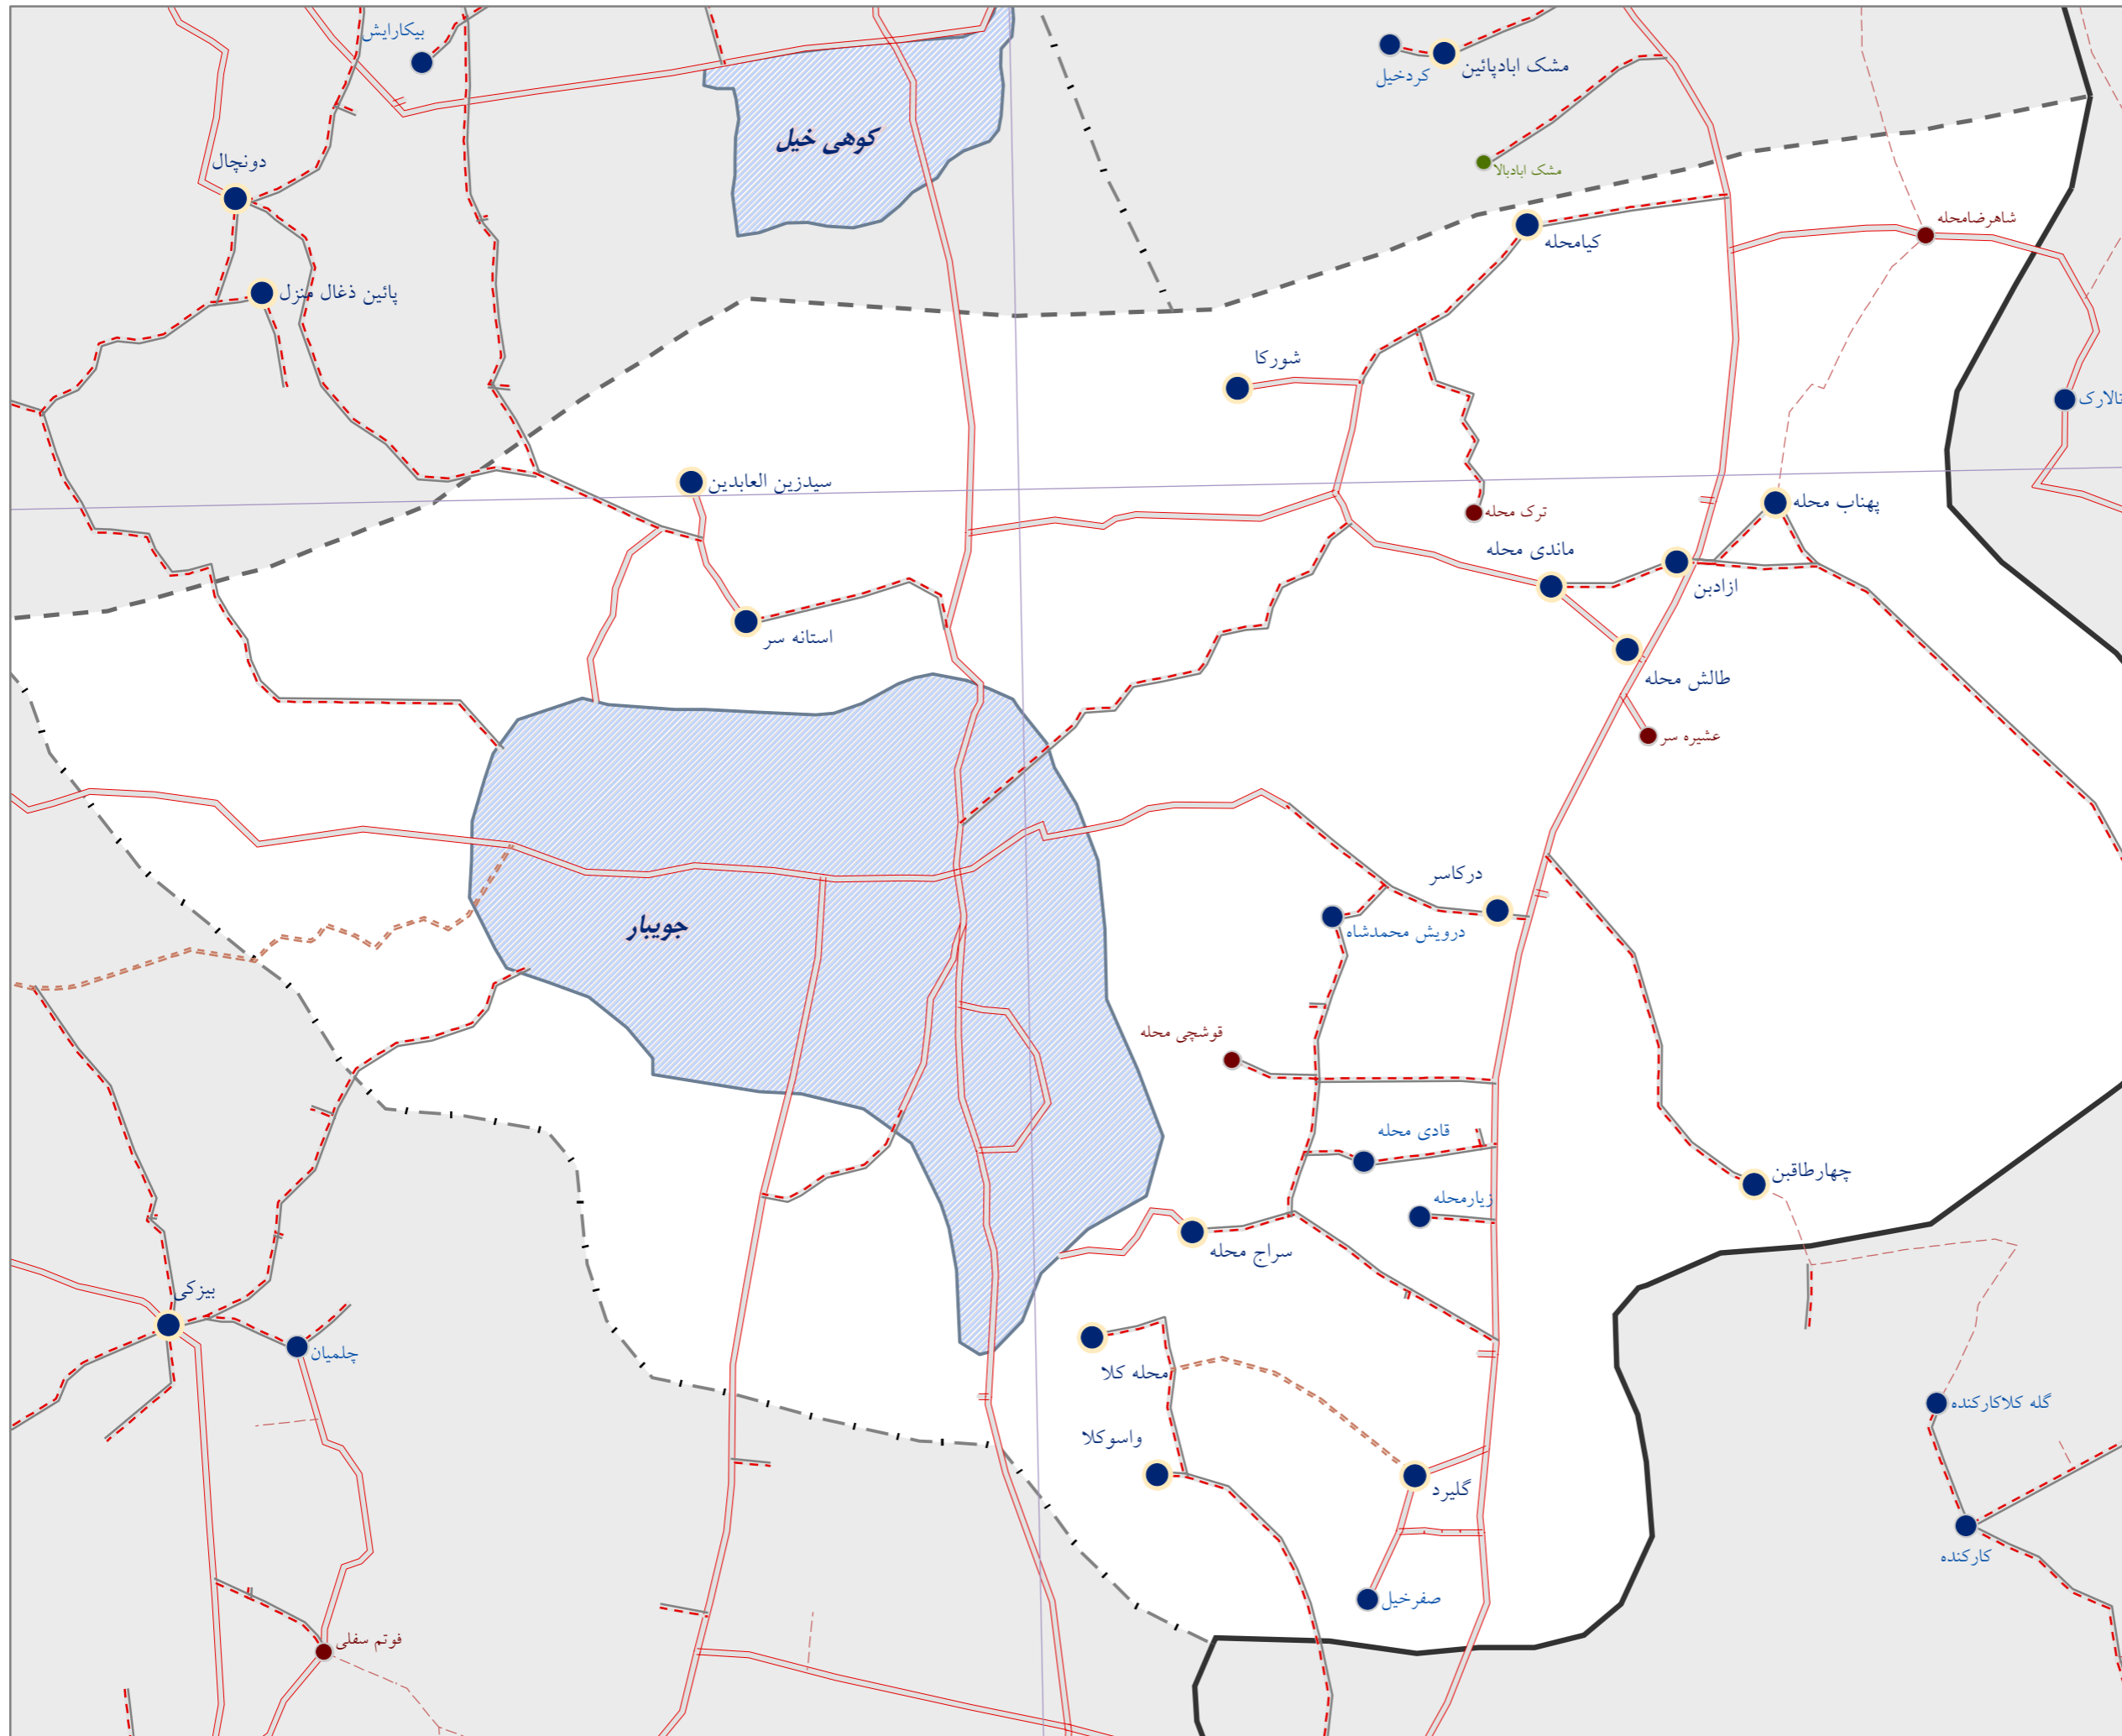 بیکارایش
کردخیل
مشک ابادپائین
کوهی خیل
مشک ابادبالا
دونچال
شاهرضامحله
کیامحله
پائین ذغال منزل
شورکا
تالارک
سیدزین العابدین
پهناب محله
ترک محله
ماندی محله
ازادبن
استانه سر
طالش محله
عشیره سر
درکاسر
جویبار
درویش محمدشاه
قوشچی محله
قادی محله
چهارطاقبن
زیارمحله
سراج محله
بیزکی
چلمیان
محله کلا
گله کلاکارکنده
واسوکلا
گلیرد
کارکنده
صفرخیل
فوتم سفلی